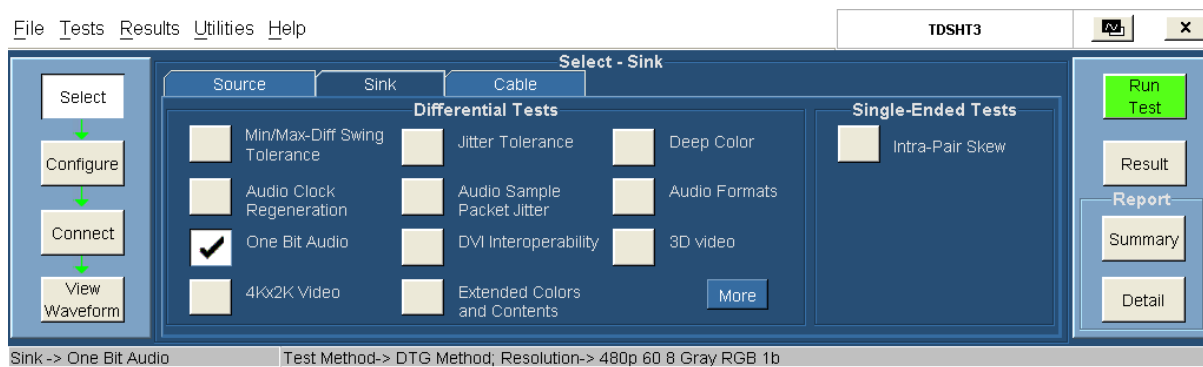 File Tests Results Utilities Help
TDSHT3
x
Select - Sink
Select
Configure
Connect
View
Waveform
Source
Sink
Cable
Differential Tests
Min/Max-Diff Swing
Tolerance
Jitter Tolerance
Deep Color
Audio Clock
Regeneration
Audio Sample
Packet Jitter
Audio Formats
One Bit Audio
DVI Interoperability
3D video
4Kx2K Video
Extended Colors
and Contents
More
Single-Ended Tests
Intra-Pair Skew
Run
Test
Result
Report
Summary
Detail
Sink -> One Bit Audio
Test Method-> DTG Method; Resolution-> 480p 60 8 Gray RGB 1b